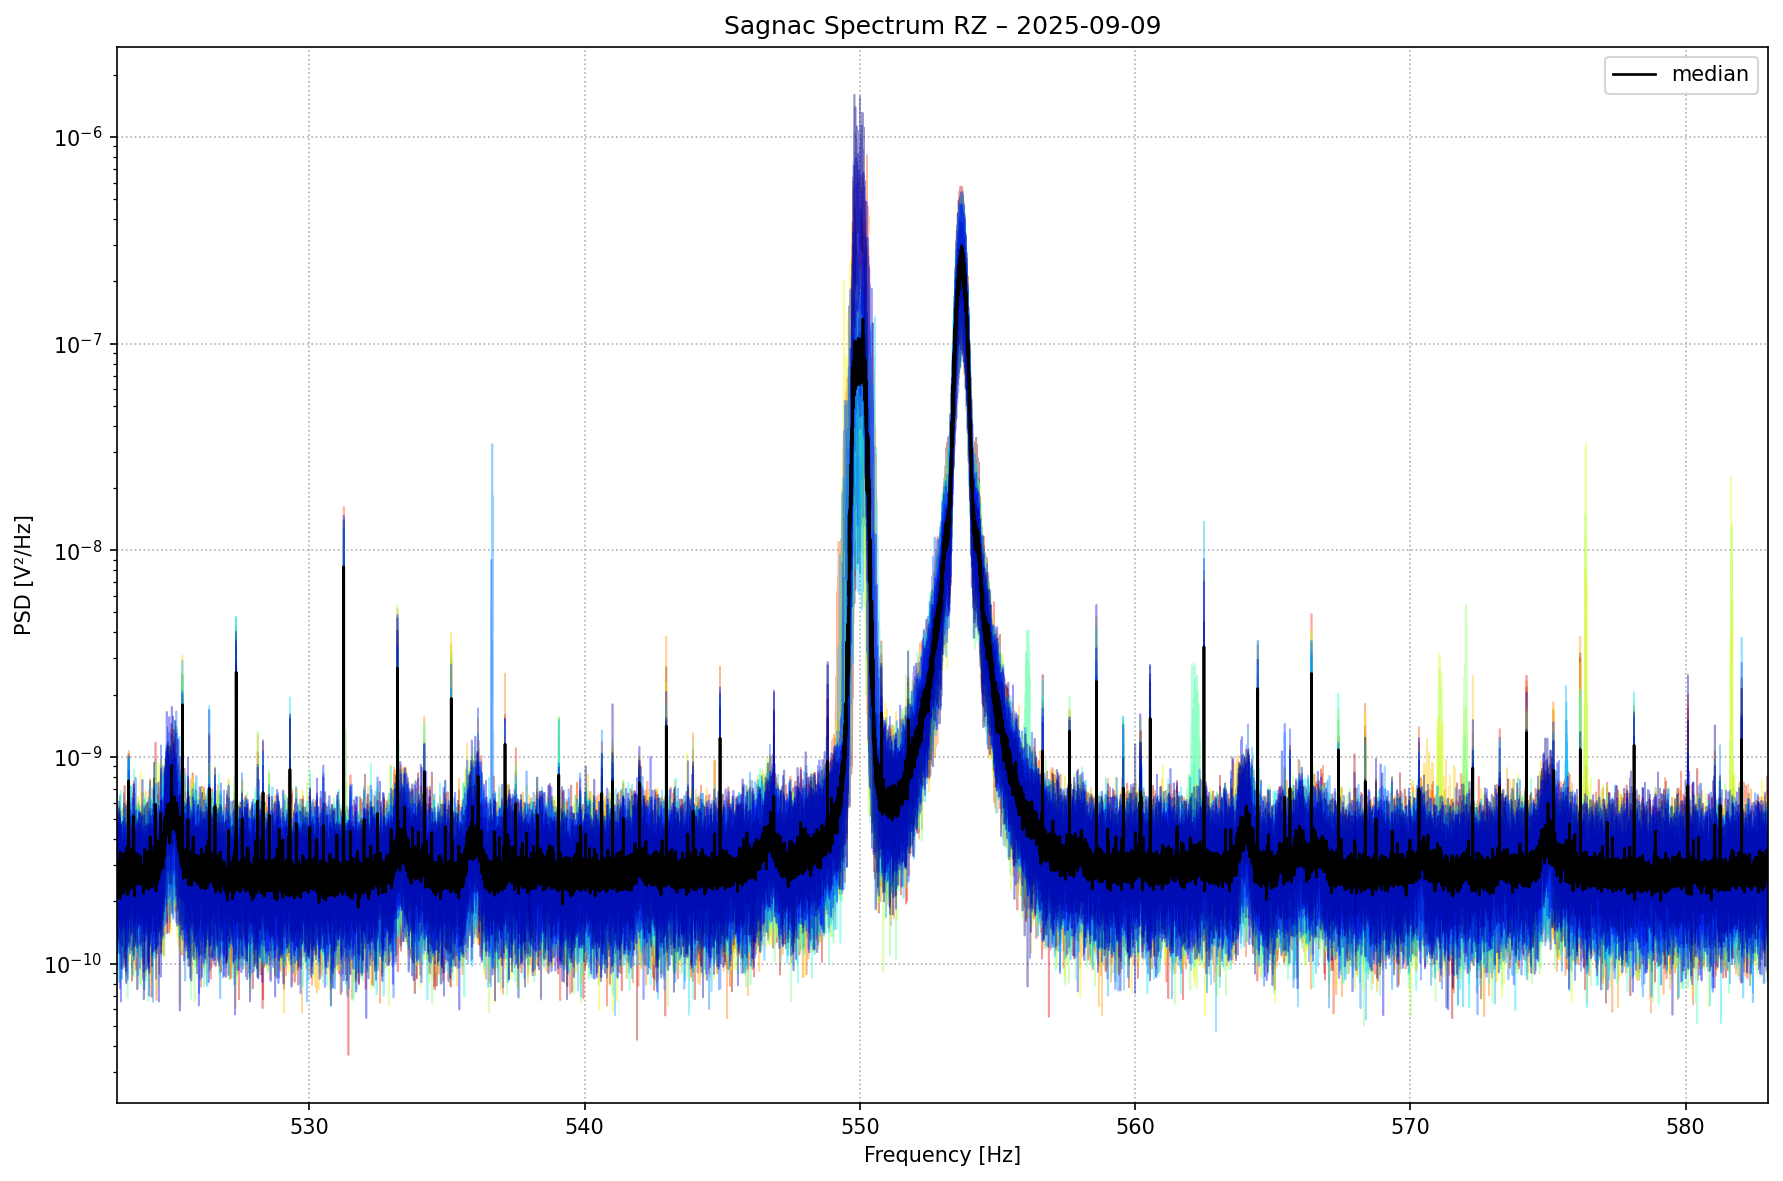 Sagnac Spectrum RZ – 2025-09-09
median
10⁻⁶
10⁻⁷
10⁻⁸
10⁻⁹
10⁻¹⁰
PSD [V²/Hz]
530 540 550 560 570 580
Frequency [Hz]